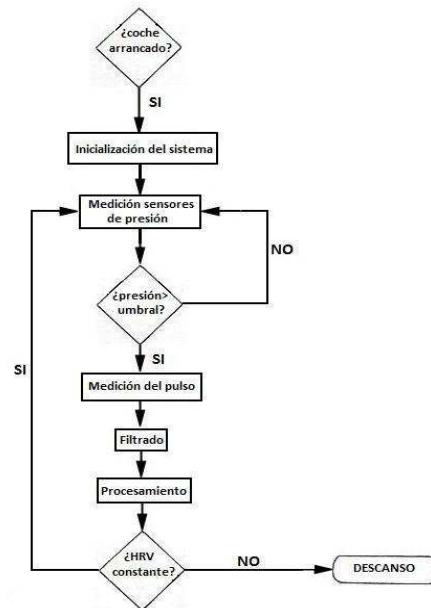 ¿coche
arrancado?
SI
Inicialización del sistema
Medición sensores
de presión
NO
¿presión>
umbral?
SI
SI
Medición del pulso
Filtrado
Procesamiento
¿HRV
constante?
NO
DESCANSO